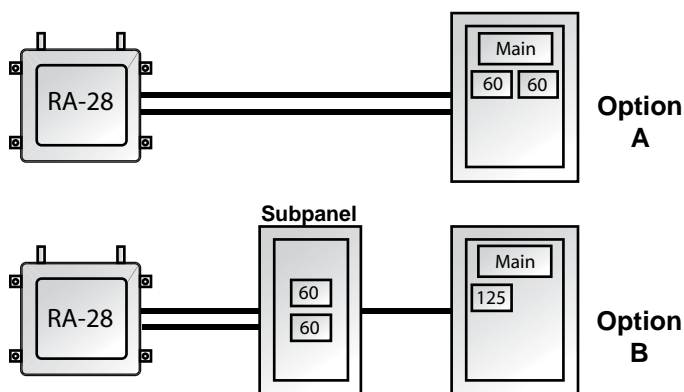 Main
60 60
RA-28
Option
A
Subpanel
Main
60
125
RA-28
60
Option
B